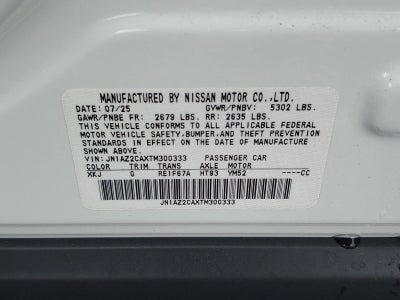 MANUFACTURED BY NISSAN MOTOR CO.,LTD.
DATE: 07/25 GVWR/PNBV: 5302 LBS.
GAWR/PNBE FR: 2679 LBS. RR: 2635 LBS.
THIS VEHICLE CONFORMS TO ALL APPLICABLE FEDERAL
MOTOR VEHICLE SAFETY,BUMPER,AND THEFT PREVENTION
STANDARDS IN EFFECT ON THE DATE OF MANUFACTURE
SHOWN ABOVE.
VIN: JN1AZ2CAXTM300333 PASSENGER CAR
COLOR TRIM TRANS AXLE MOTOR
XKJ G RE1F67A HT93 YM52 ----CC
JN1AZ2CAXTM300333